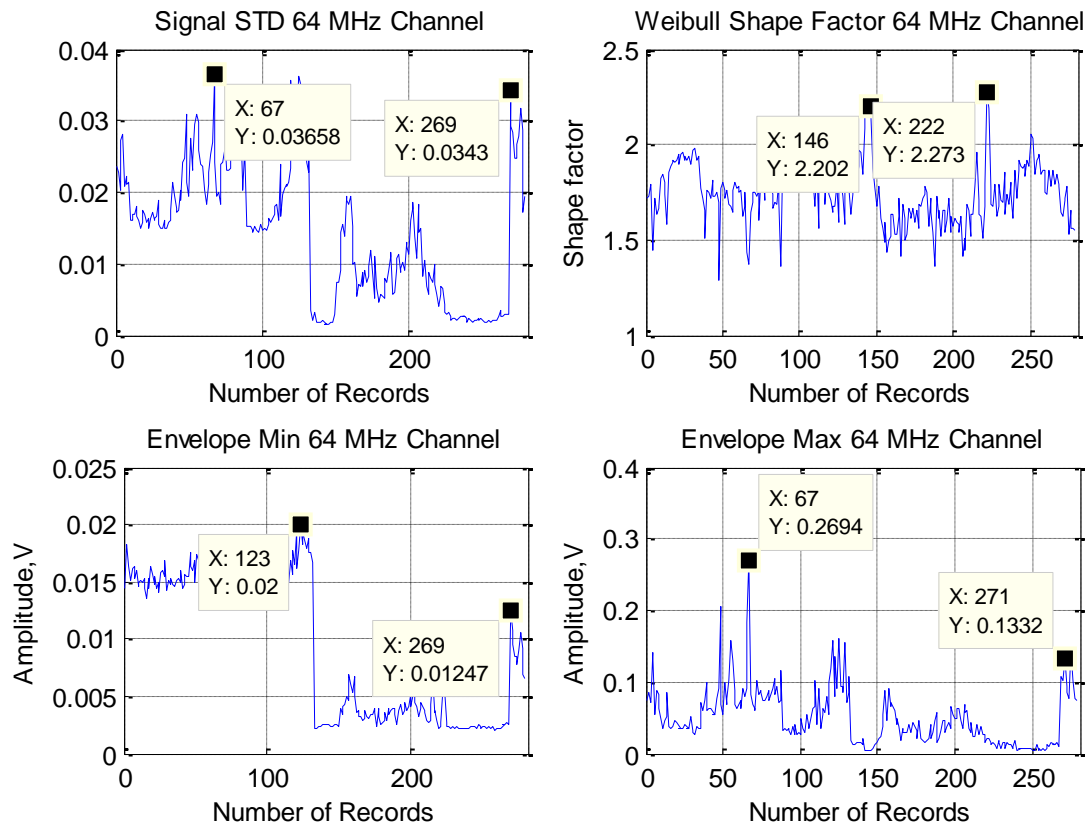 Signal STD 64 MHz Channel
0.04
0.03
0.02
0.01
0
X: 67
Y: 0.03658
X: 269
Y: 0.0343
0
100
200
Number of Records
Weibull Shape Factor 64 MHz Channel
Shape factor
2.5
2
1.5
1
X: 146
Y: 2.202
X: 222
Y: 2.273
0
50
100
150
200
250
Number of Records
Envelope Min 64 MHz Channel
Amplitude,V
0.025
0.02
0.015
0.01
0.005
0
X: 123
Y: 0.02
X: 269
Y: 0.01247
0
100
200
Number of Records
Envelope Max 64 MHz Channel
Amplitude,V
0.4
0.3
0.2
0.1
0
X: 67
Y: 0.2694
X: 271
Y: 0.1332
0
50
100
150
200
250
Number of Records